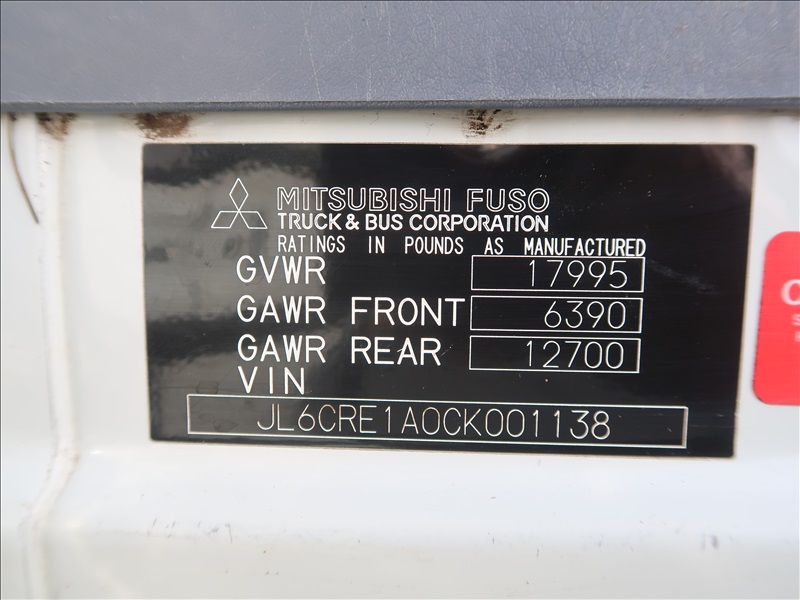 MITSUBISHI FUSO
TRUCK & BUS CORPORATION
RATINGS IN POUNDS AS MANUFACTURED
GVWR 17995
GAWR FRONT 6390
GAWR REAR 12700
VIN
JL6CRE1A0CK001138